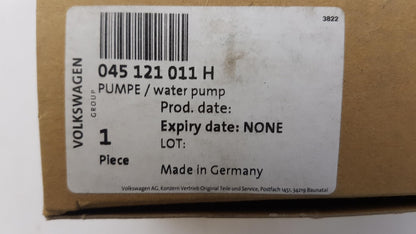 3822
VOLKSWAGEN
GROUP
045 121 011 H
PUMPE / water pump
Prod. date:
Expiry date: NONE
1
LOT:
Piece
Made in Germany
Volkswagen AG, Konzern Vertrieb Original Teile und Service, Postfach 1451, 34219 Baunatal